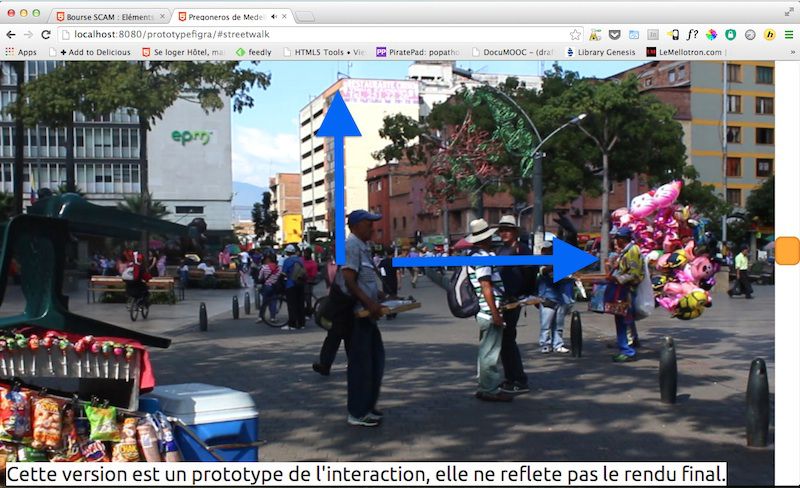 Bourse SCAM : Eléments
Pregoneros de Medell
localhost:8080/prototypefigra/#streetwalk
Apps
Add to Delicious
Se loger Hôtel, mai
feedly
HTML5 Tools • Vie
PiratePad: popatho
DocuMOOC – (draf
Library Genesis
LeMellotron.com |
epm
Cette version est un prototype de l'interaction, elle ne reflete pas le rendu final.